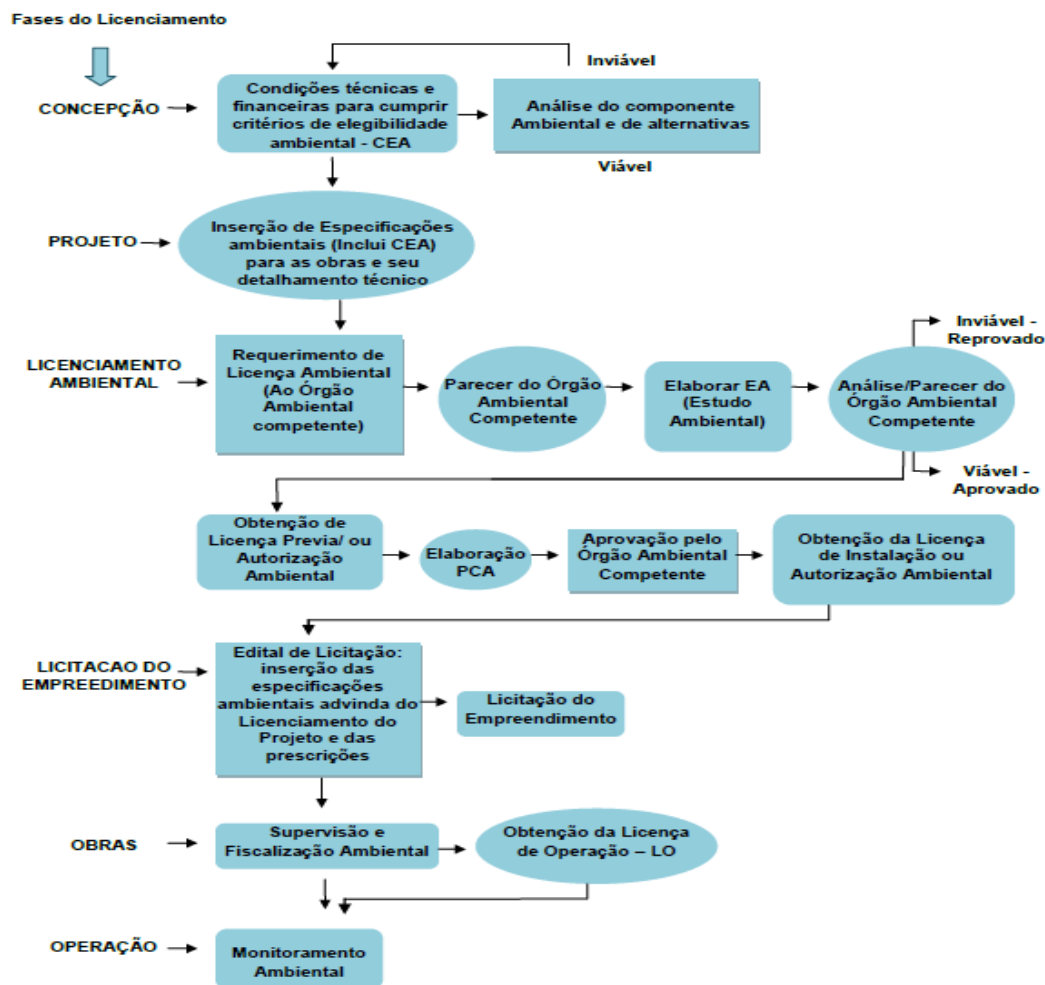 Fases do Licenciamento
Inviável
CONCEPÇÃO
Condições técnicas e
financeiras para cumprir
critérios de elegibilidade
ambiental - CEA
Análise do componente
Ambiental e de alternativas
Viável
PROJETO
Inserção de Especificações
ambientais (Inclui CEA)
para as obras e seu
detalhamento técnico
Inviável -
Reprovado
LICENCIAMENTO
AMBIENTAL
Requerimento de
Licença Ambiental
(Ao Órgão
Ambiental
competente)
Parecer do Órgão
Ambiental
Competente
Elaborar EA
(Estudo
Ambiental)
Análise/Parecer do
Órgão Ambiental
Competente
Viável -
Aprovado
Obtenção de
Licença Previa/ ou
Autorização
Ambiental
Elaboração
PCA
Aprovação pelo
Órgão Ambiental
Competente
Obtenção da Licença
de Instalação ou
Autorização Ambiental
LICITACAO DO
EMPREEDIMENTO
Edital de Licitação:
inserção das
especificações
ambientais advinda do
Licenciamento do
Projeto e das
prescrições
Licitação do
Empreendimento
OBRAS
Supervisão e
Fiscalização Ambiental
Obtenção da Licença
de Operação – LO
OPERAÇÃO
Monitoramento
Ambiental